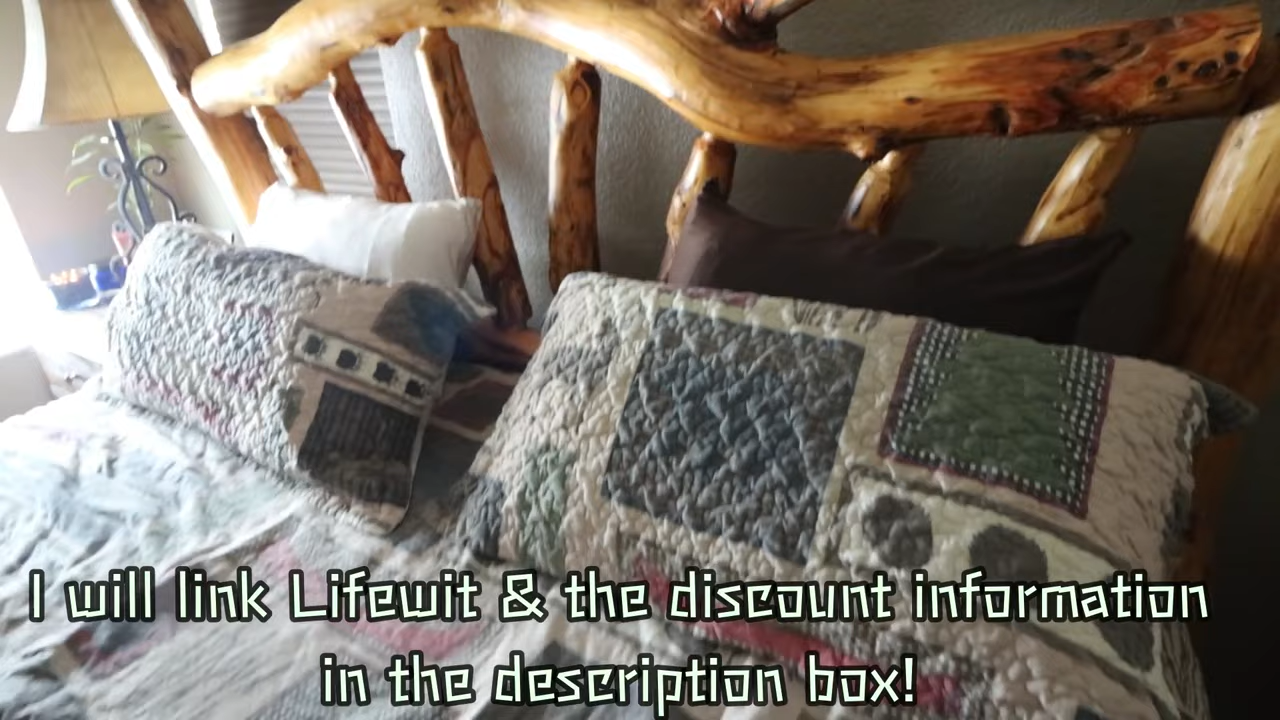 I will link Lifewit & the discount information
in the description box!